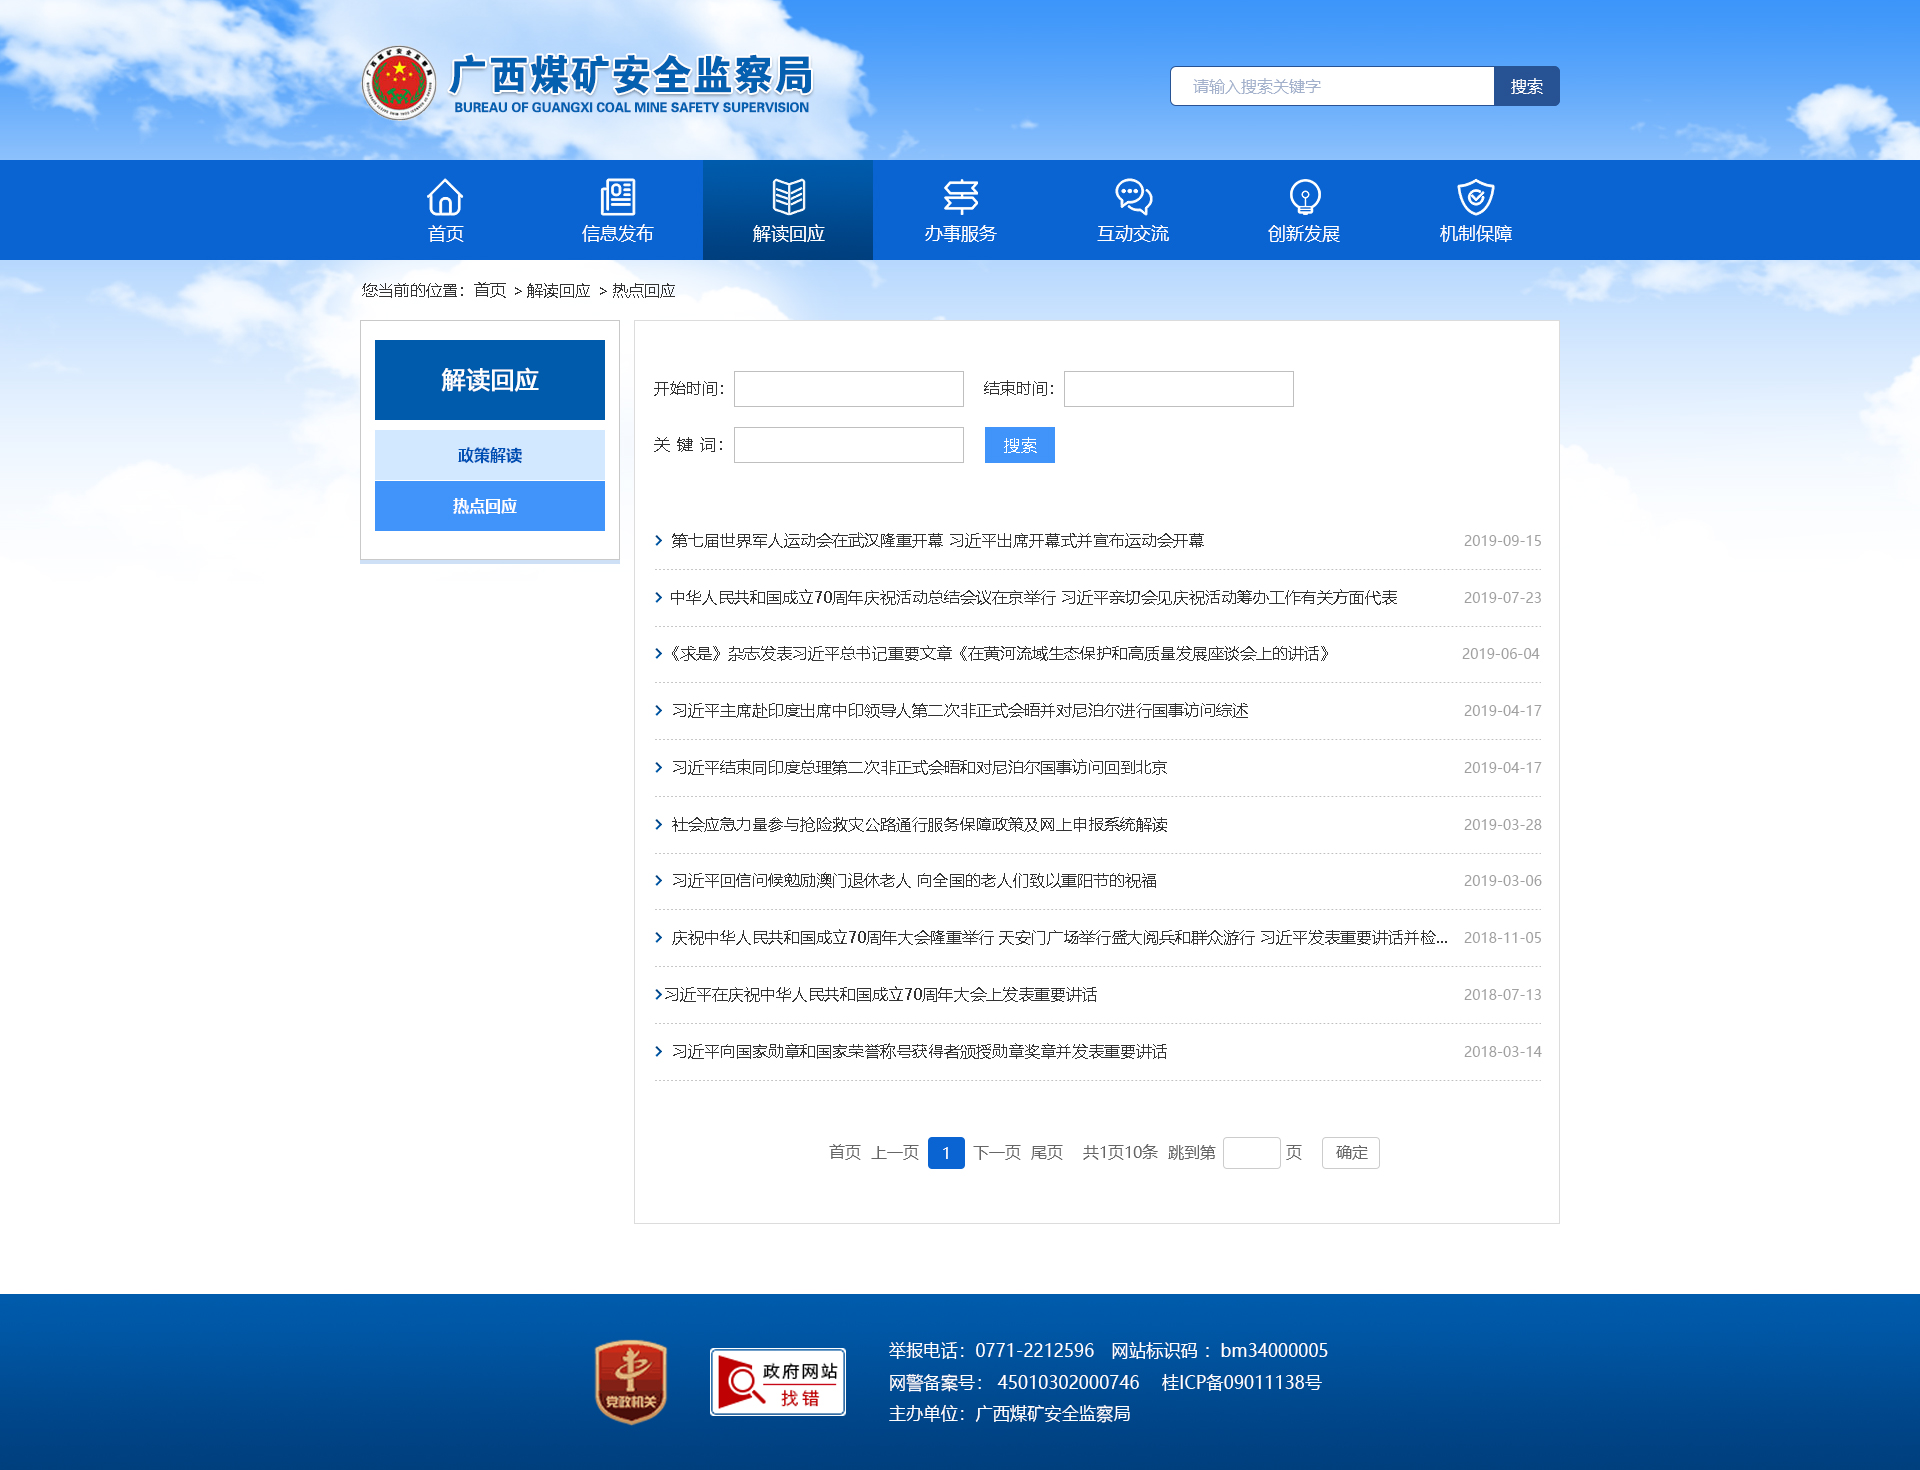 广西煤矿安全监察局
BUREAU OF GUANGXI COAL MINE SAFETY SUPERVISION
请输入搜索关键字 搜索
首页 信息发布 解读回应 办事服务 互动交流 创新发展 机制保障
您当前的位置：首页 > 解读回应 > 热点回应
解读回应
政策解读
热点回应
开始时间： 结束时间：
关 键 词： 搜索
第七届世界军人运动会在武汉隆重开幕 习近平出席开幕式并宣布运动会开幕 2019-09-15
中华人民共和国成立70周年庆祝活动总结会议在京举行 习近平亲切会见庆祝活动筹办工作有关方面代表 2019-07-23
《求是》杂志发表习近平总书记重要文章《在黄河流域生态保护和高质量发展座谈会上的讲话》 2019-06-04
习近平主席赴印度出席中印领导人第二次非正式会晤并对尼泊尔进行国事访问综述 2019-04-17
习近平结束同印度总理第二次非正式会晤和对尼泊尔国事访问回到北京 2019-04-17
社会应急力量参与抢险救灾公路通行服务保障政策及网上申报系统解读 2019-03-28
习近平回信问候勉励澳门退休老人 向全国的老人们致以重阳节的祝福 2019-03-06
庆祝中华人民共和国成立70周年大会隆重举行 天安门广场举行盛大阅兵和群众游行 习近平发表重要讲话并检... 2018-11-05
习近平在庆祝中华人民共和国成立70周年大会上发表重要讲话 2018-07-13
习近平向国家勋章和国家荣誉称号获得者颁授勋章奖章并发表重要讲话 2018-03-14
首页 上一页 1 下一页 尾页 共1页10条 跳到第 页 确定
党政机关
政府网站
找错
举报电话：0771-2212596 网站标识码 ：bm34000005
网警备案号： 45010302000746 桂ICP备09011138号
主办单位：广西煤矿安全监察局